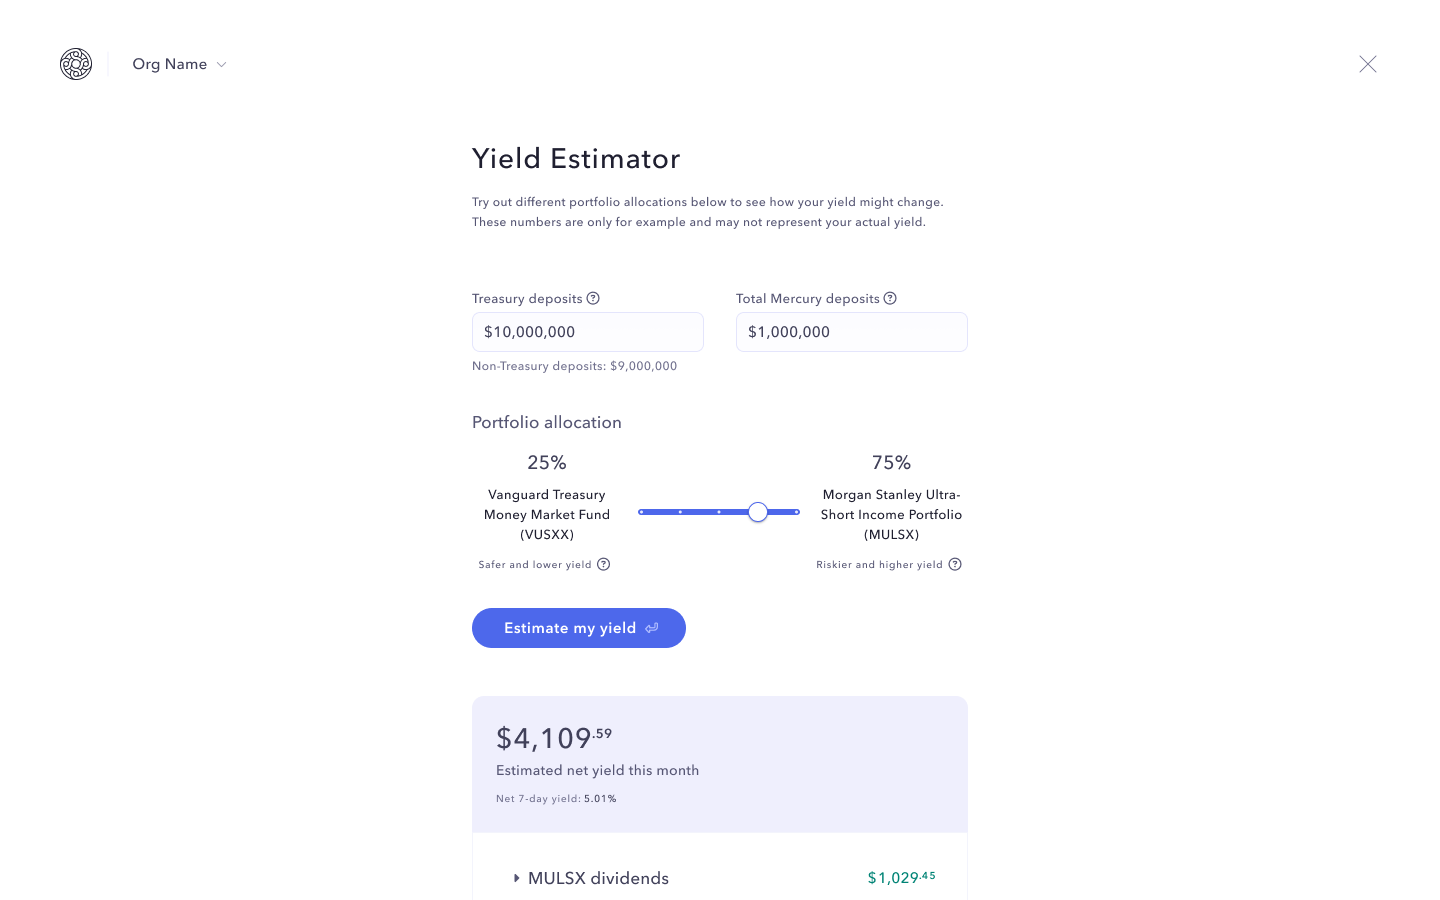 Org Name
Yield Estimator
Try out different portfolio allocations below to see how your yield might change.
These numbers are only for example and may not represent your actual yield.
Treasury deposits
Total Mercury deposits
$10,000,000
$1,000,000
Non-Treasury deposits: $9,000,000
Portfolio allocation
25%
Vanguard Treasury
Money Market Fund
(VUSXX)
Safer and lower yield
75%
Morgan Stanley Ultra-
Short Income Portfolio
(MULSX)
Riskier and higher yield
Estimate my yield
$4,109.59
Estimated net yield this month
Net 7-day yield: 5.01%
MULSX dividends
$1,029.45